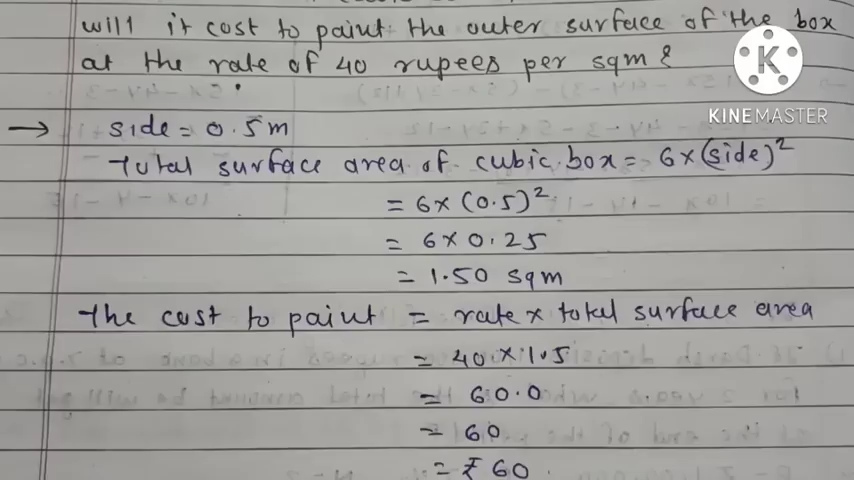 will it cost to paint the outer surface of the box
at the rate of 40 rupees per sqm ?
K
KINEMASTER
→ side = 0.5m
Total surface area of cubic box = 6×(side)²
= 6×(0.5)²
= 6×0.25
= 1.50 sqm
The cost to paint = rate × total surface area
= 40×1.5
= 60.0
= 60
= ₹ 60